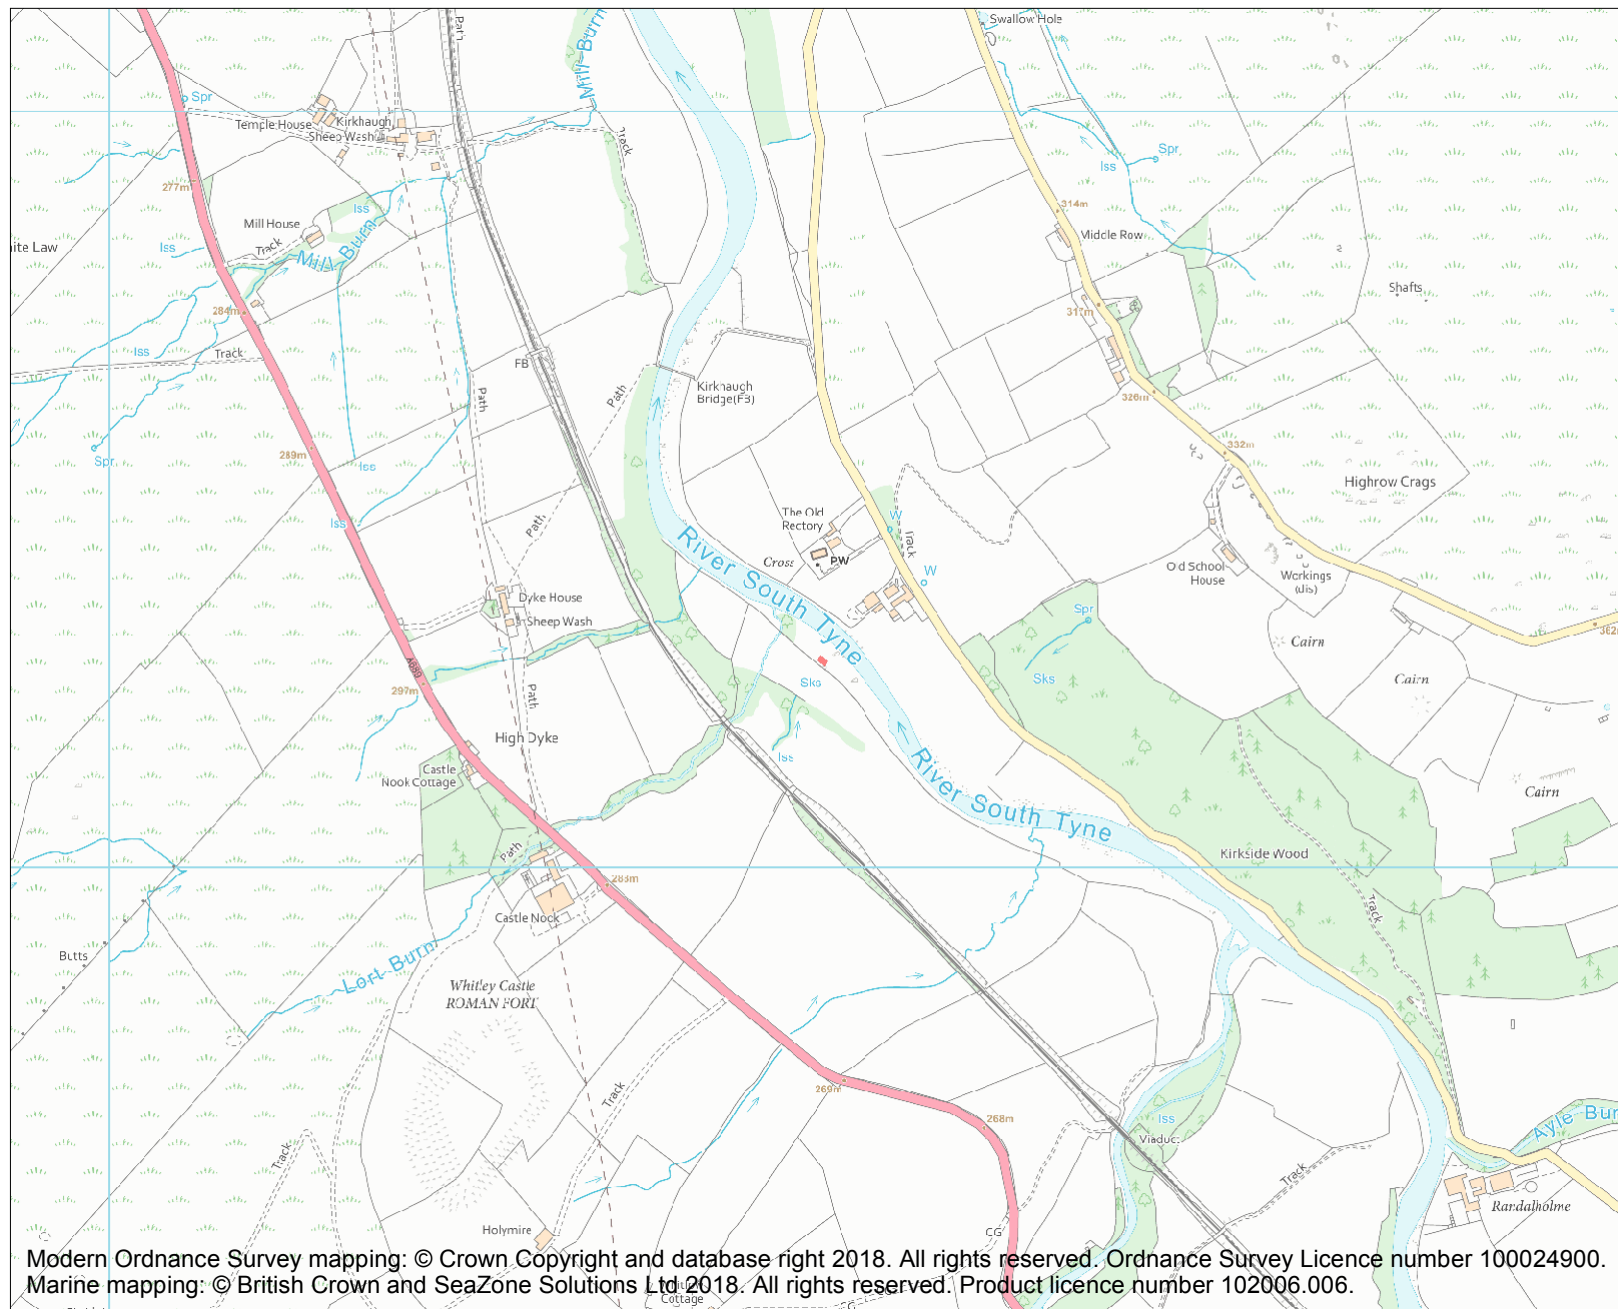 Path
Swallow Hole
Mill Burn
Spr
Temple House
Kirkhaugh
Sheep Wash
Track
Iss
Spr
277m
Iss
Mill House
Track
Mill Burn
Iss
314m
Middle Row
Shafts
284m
317m
Iss
Track
FB
Path
Path
Kirkhaugh
Bridge(FB)
326m
332m
289m
Spr
Iss
Highrow Crags
Iss
Path
The Old
Rectory
W
Track
Cross
PW
W
Old School
House
Workings
(dis)
River South Tyne
Dyke House
Sheep Wash
Spr
Cairn
A689
297m
Path
Sks
Sks
Cairn
High Dyke
Iss
Castle
Nook Cottage
River South Tyne
Cairn
Path
Kirkside Wood
283m
Castle Nook
Track
Butts
Lort Burn
Whitley Castle
ROMAN FORT
269m
Track
268m
Iss
Viaduct
Track
Track
Randalholme
Holymire
CG
Modern Ordnance Survey mapping: © Crown Copyright and database right 2018. All rights reserved. Ordnance Survey Licence number 100024900.
Marine mapping: © British Crown and SeaZone Solutions Ltd 2018. All rights reserved. Product licence number 102006.006.
Cottage